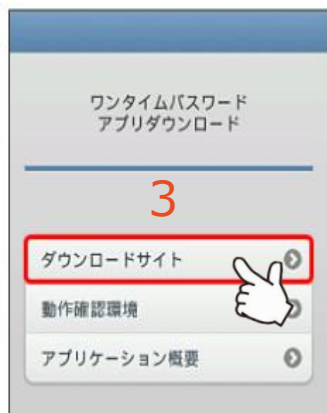 ワンタイムパスワード
アプリダウンロード
3
ダウンロードサイト
動作確認環境
アプリケーション概要